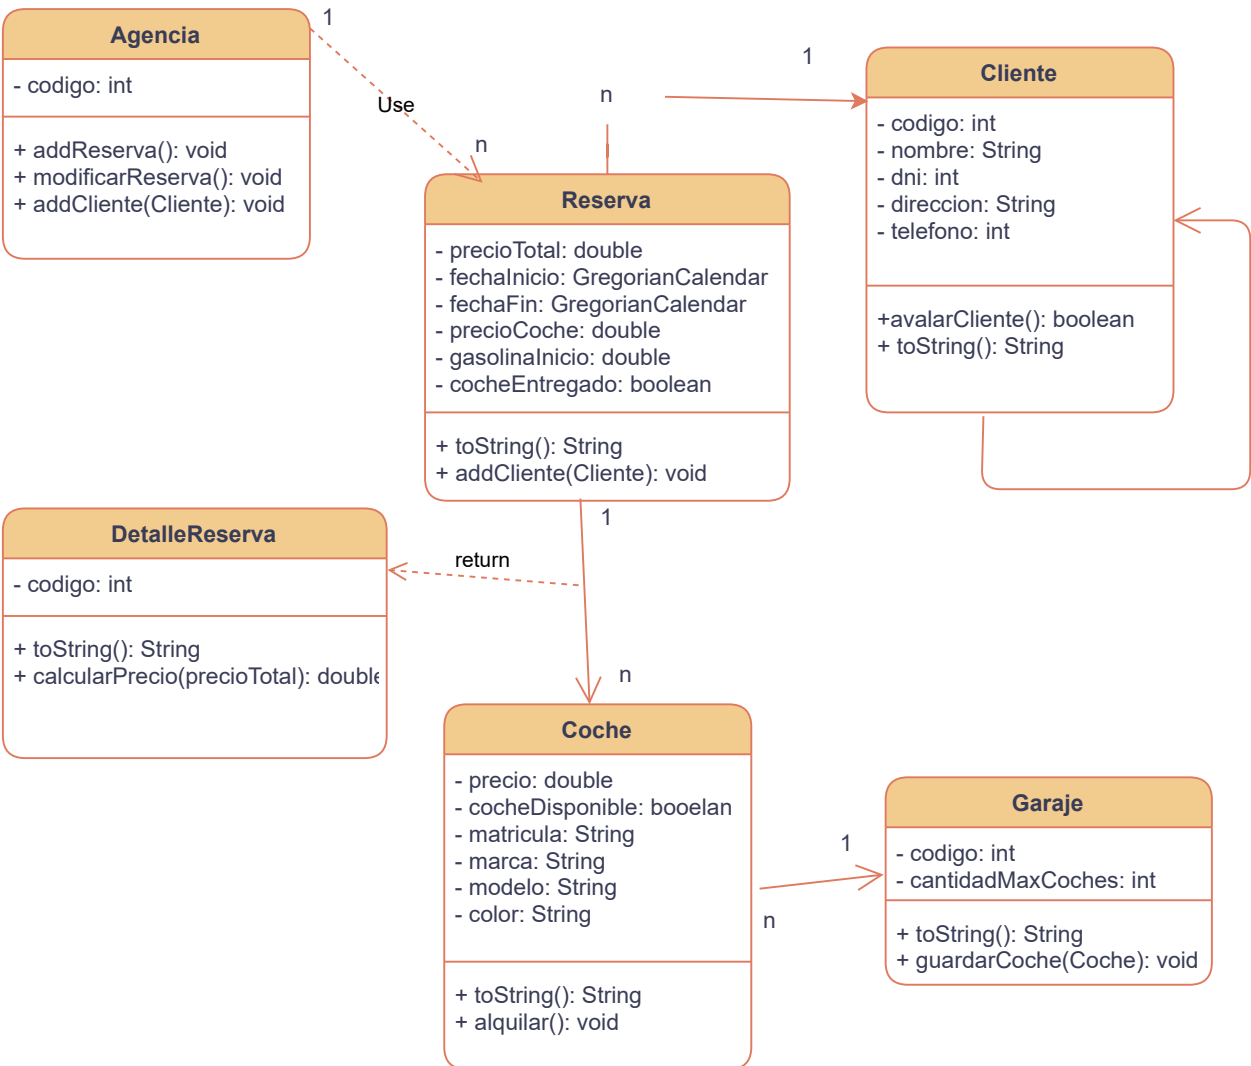 Agencia
- codigo: int
+ addReserva(): void
+ modificarReserva(): void
+ addCliente(Cliente): void
1
Use
n
n
1
Cliente
- codigo: int
- nombre: String
- dni: int
- direccion: String
- telefono: int
+avalarCliente(): boolean
+ toString(): String
Reserva
- precioTotal: double
- fechaInicio: GregorianCalendar
- fechaFin: GregorianCalendar
- precioCoche: double
- gasolinaInicio: double
- cocheEntregado: boolean
+ toString(): String
+ addCliente(Cliente): void
1
return
n
DetalleReserva
- codigo: int
+ toString(): String
+ calcularPrecio(precioTotal): double
Coche
- precio: double
- cocheDisponible: booelan
- matricula: String
- marca: String
- modelo: String
- color: String
+ toString(): String
+ alquilar(): void
1
n
Garaje
- codigo: int
- cantidadMaxCoches: int
+ toString(): String
+ guardarCoche(Coche): void